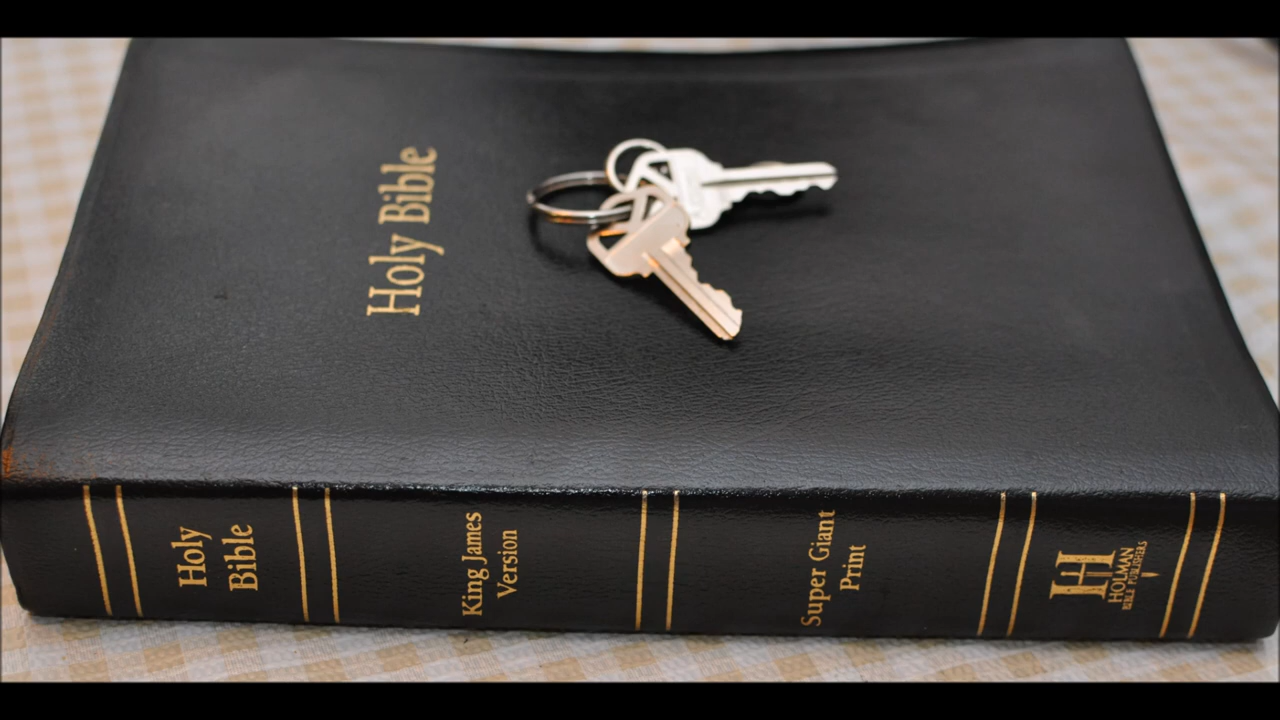 Holy Bible
Holy
Bible
King James
Version
Super Giant
Print
HOLMAN
BIBLE PUBLISHERS